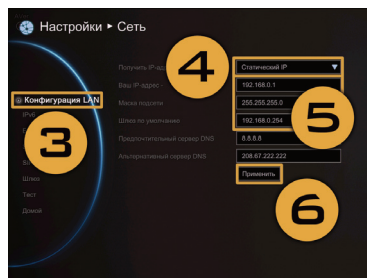 Настройки ▸ Сеть
Получить IP-ад
4
Статический IP
Ваш IP-адрес
192.168.0.1
Конфигурация LAN
Маска подсети
255.255.255.0
IPv6
Шлюз по умолчанию
192.168.0.254
5
3
Предпочтительный сервер DNS
8.8.8.8
Альтернативный сервер DNS
208.67.222.222
Шлюз
Применить
Тест
6
Домой